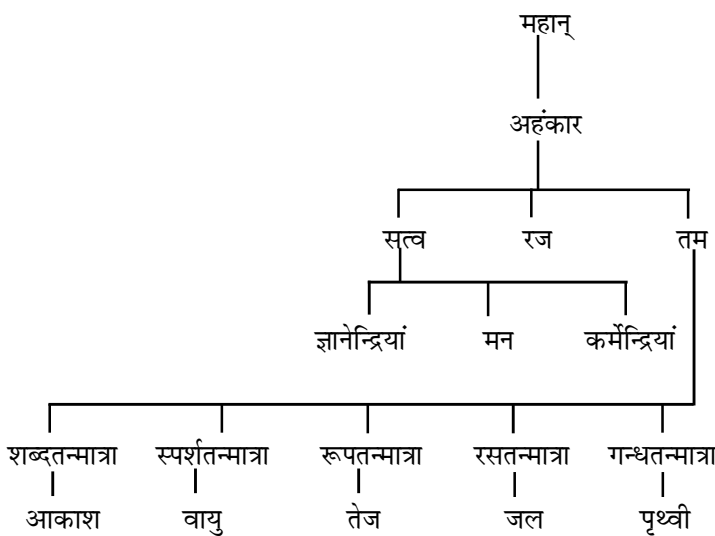 महान्
अहंकार
सत्व रज तम
ज्ञानेन्द्रियां मन कर्मेन्द्रियां
शब्दतन्मात्रा स्पर्शतन्मात्रा रूपतन्मात्रा रसतन्मात्रा गन्धतन्मात्रा
आकाश वायु तेज जल पृथ्वी